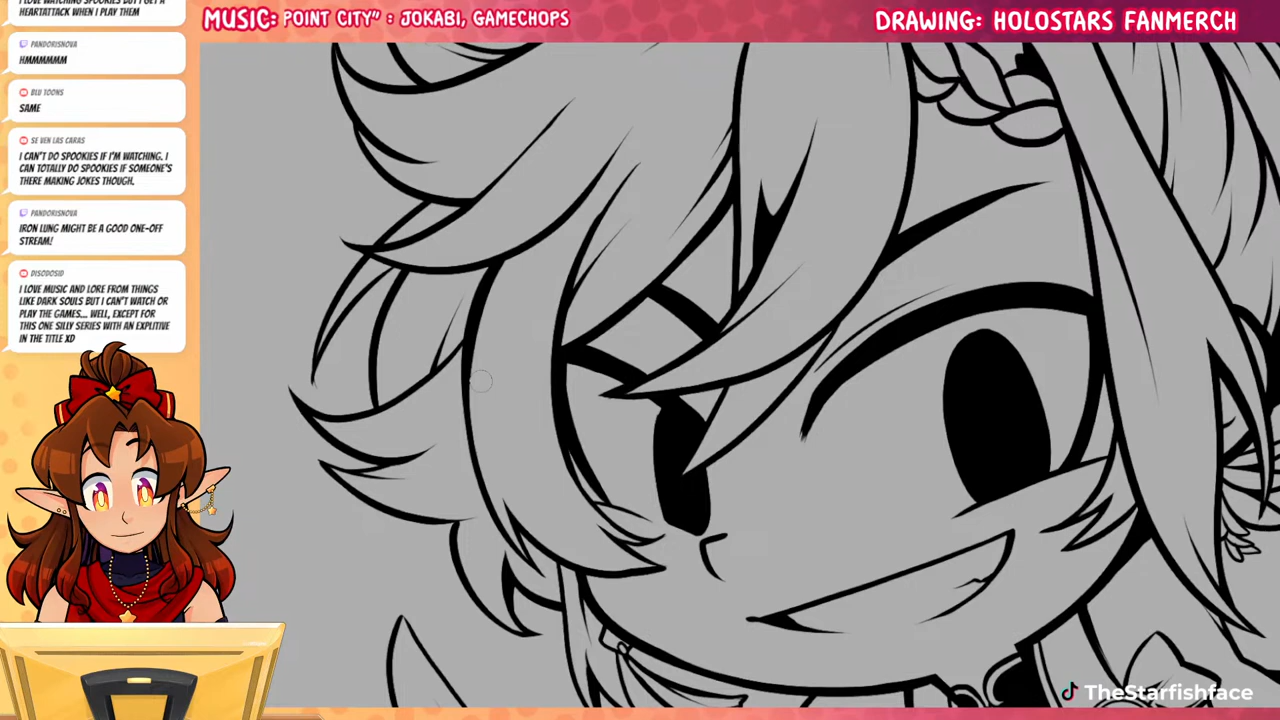 MUSIC: POINT CITY" : JOKABI, GAMECHOPS
DRAWING: HOLOSTARS FANMERCH
I LOVE WATCHING SPOOKIES BUT I GET A
HEARTATTACK WHEN I PLAY THEM
PANDORISNOVA
HMMMMMM
BLU TOONS
SAME
SE VEN LAS CARAS
I CAN'T DO SPOOKIES IF I'M WATCHING. I
CAN TOTALLY DO SPOOKIES IF SOMEONE'S
THERE MAKING JOKES THOUGH.
PANDORISNOVA
IRON LUNG MIGHT BE A GOOD ONE-OFF
STREAM!
DISODOSID
I LOVE MUSIC AND LORE FROM THINGS
LIKE DARK SOULS BUT I CAN'T WATCH OR
PLAY THE GAMES... WELL, EXCEPT FOR
THIS ONE SILLY SERIES WITH AN EXPLITIVE
IN THE TITLE XD
TheStarfishface